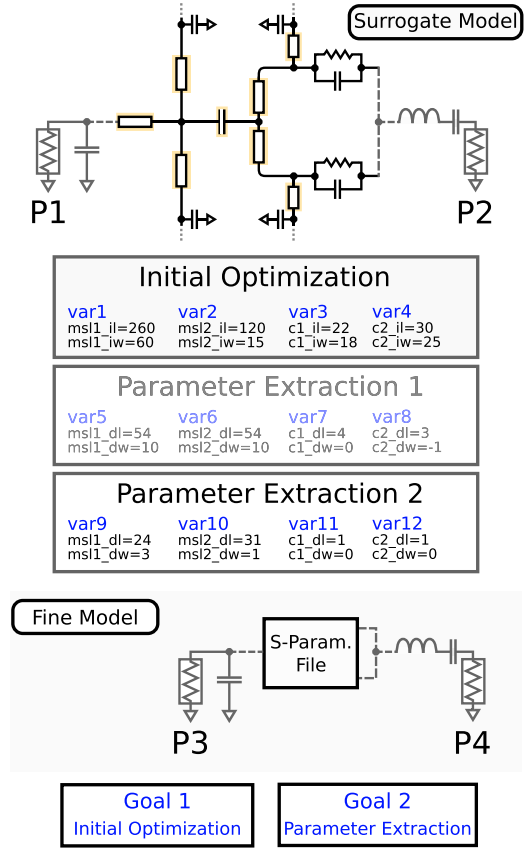 Surrogate Model
P1
P2
Initial Optimization
var1 var2 var3 var4
msl1_il=260 msl2_il=120 c1_il=22 c2_il=30
msl1_iw=60 msl2_iw=15 c1_iw=18 c2_iw=25
Parameter Extraction 1
var5 var6 var7 var8
msl1_dl=54 msl2_dl=54 c1_dl=4 c2_dl=3
msl1_dw=10 msl2_dw=10 c1_dw=0 c2_dw=-1
Parameter Extraction 2
var9 var10 var11 var12
msl1_dl=24 msl2_dl=31 c1_dl=1 c2_dl=1
msl1_dw=3 msl2_dw=1 c1_dw=0 c2_dw=0
Fine Model
S-Param.
File
P3
P4
Goal 1
Initial Optimization
Goal 2
Parameter Extraction